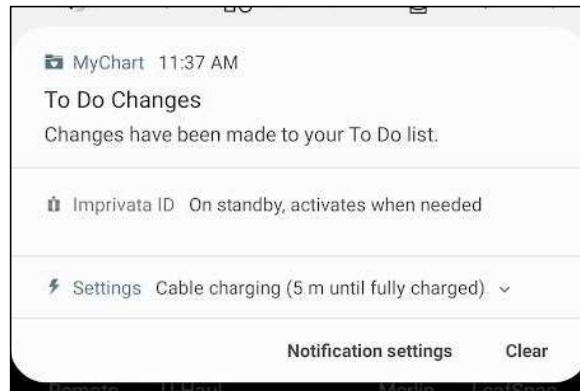 MyChart 11:37 AM
To Do Changes
Changes have been made to your To Do list.
Imprivata ID On standby, activates when needed
Settings Cable charging (5 m until fully charged)
Notification settings Clear